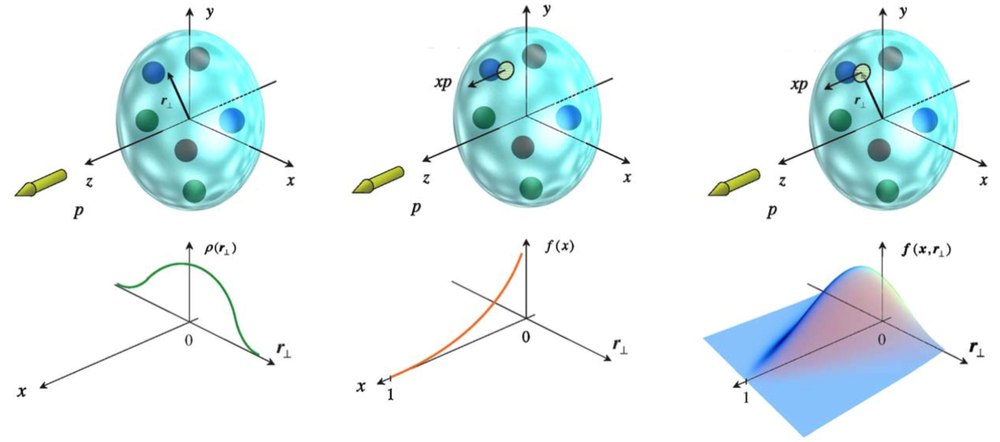 y
r⊥
z
x
p
y
xp
z
x
p
y
xp
r⊥
z
x
p
ρ(r⊥)
0
r⊥
x
f(x)
0
r⊥
x
1
f(x,r⊥)
0
r⊥
1